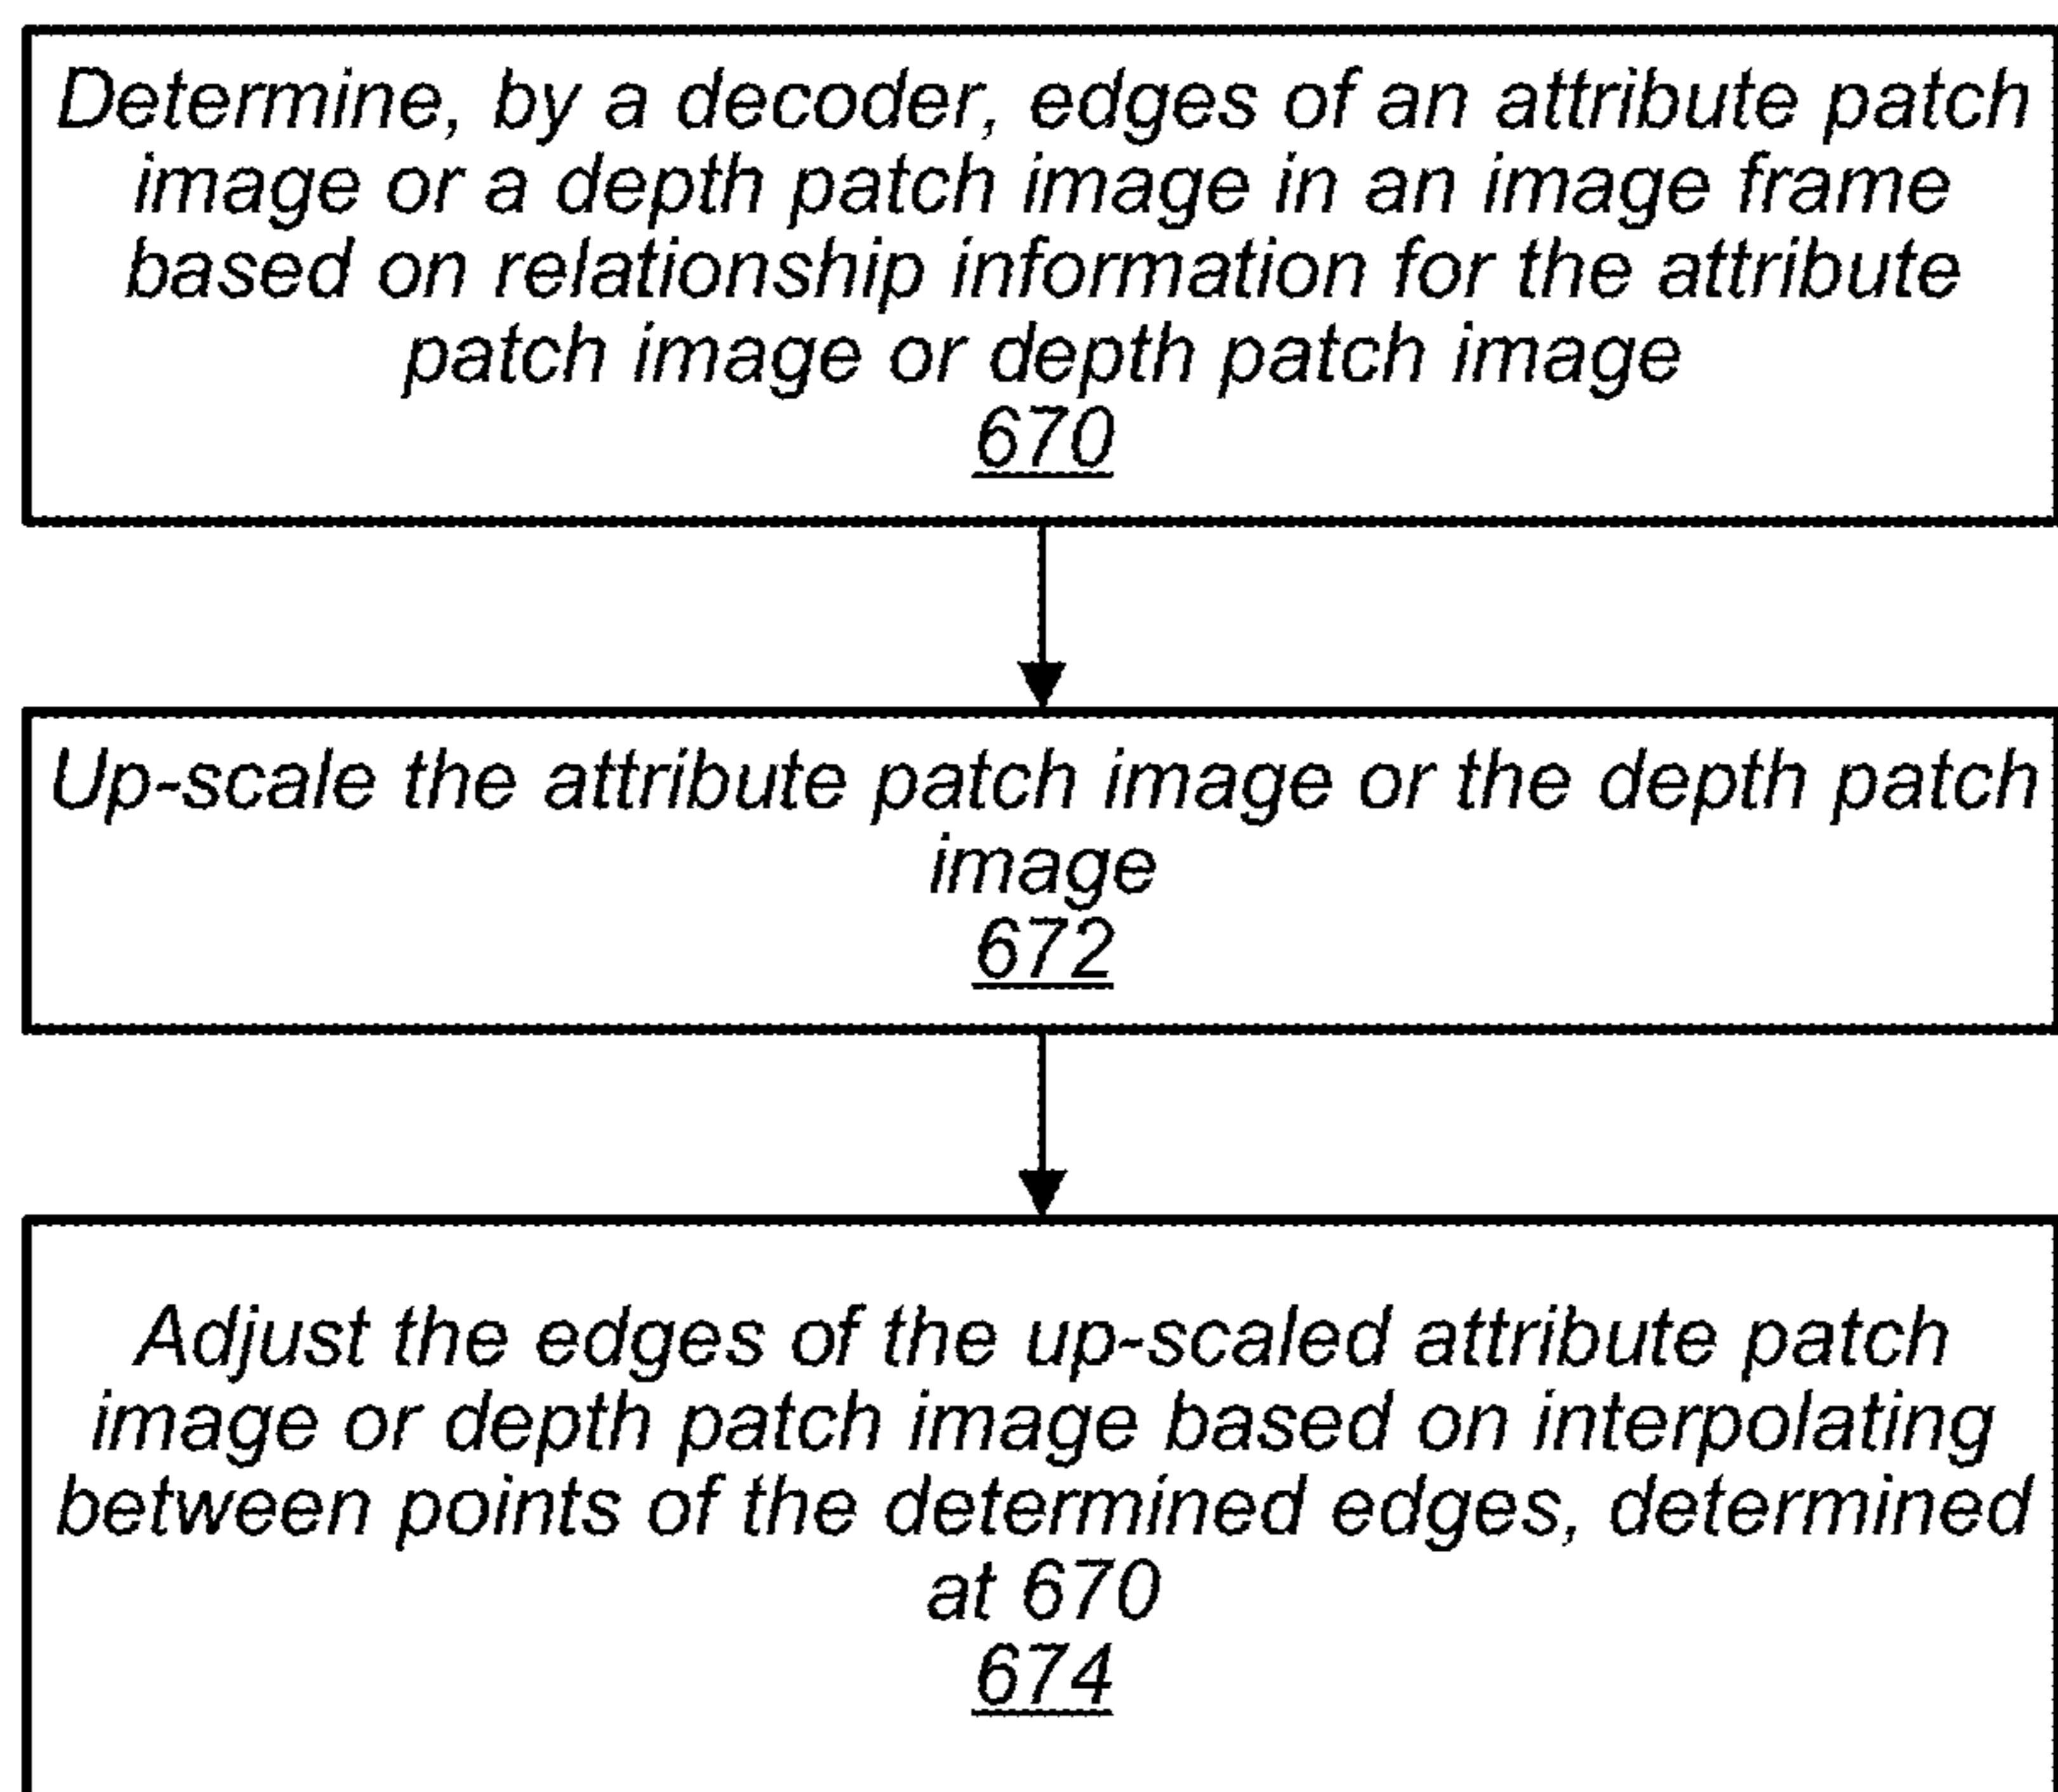 Determine, by a decoder, edges of an attribute patch
image or a depth patch image in an image frame
based on relationship information for the attribute
patch image or depth patch image
670
Up-scale the attribute patch image or the depth patch
image
672
Adjust the edges of the up-scaled attribute patch
image or depth patch image based on interpolating
between points of the determined edges, determined
at 670
674